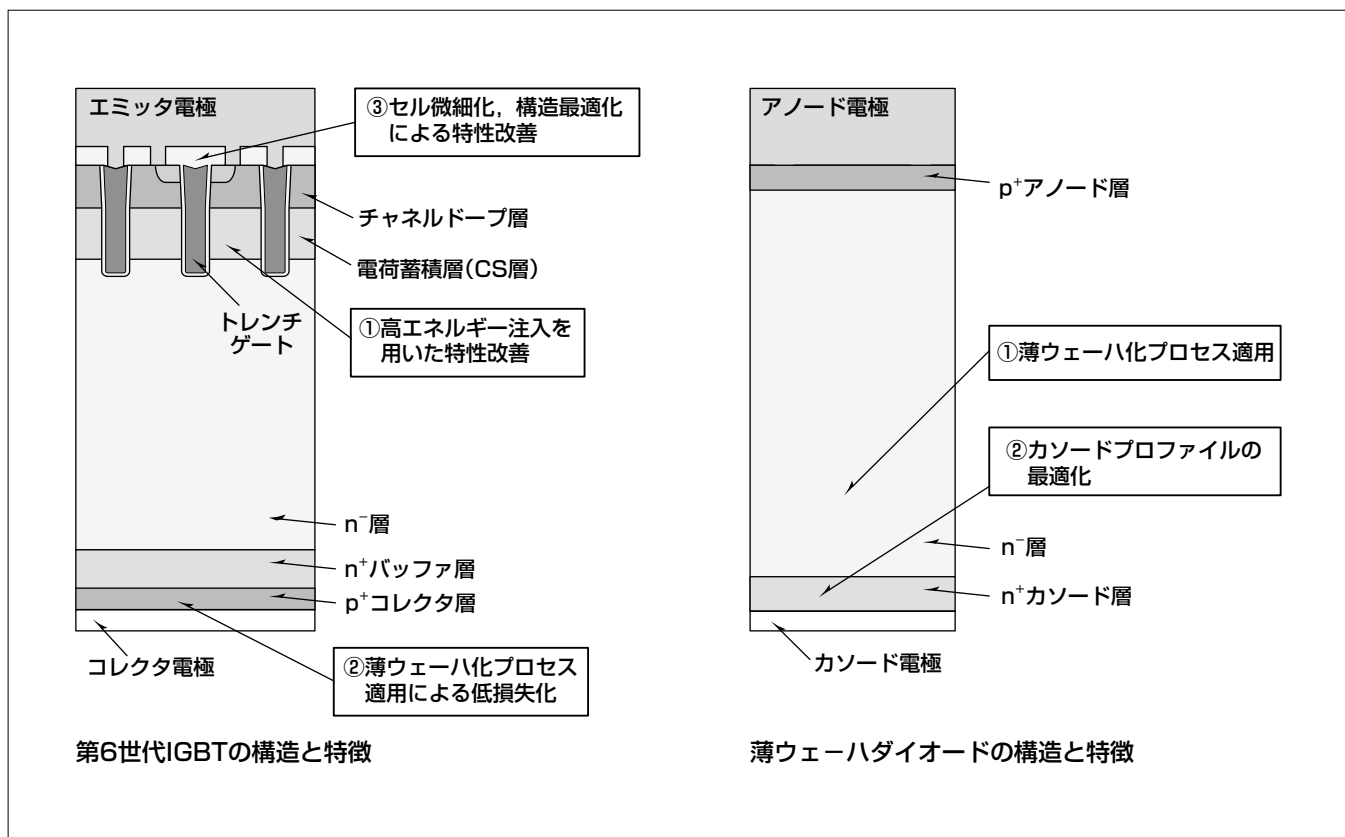 エミッタ電極
③セル微細化，構造最適化
による特性改善
チャネルドープ層
電荷蓄積層（CS層）
トレンチ
ゲート
①高エネルギー注入を
用いた特性改善
n⁻層
n⁺バッファ層
p⁺コレクタ層
コレクタ電極
②薄ウェーハ化プロセス
適用による低損失化
第6世代IGBTの構造と特徴
アノード電極
p⁺アノード層
①薄ウェーハ化プロセス適用
②カソードプロファイルの
最適化
n⁻層
n⁺カソード層
カソード電極
薄ウェーハダイオードの構造と特徴